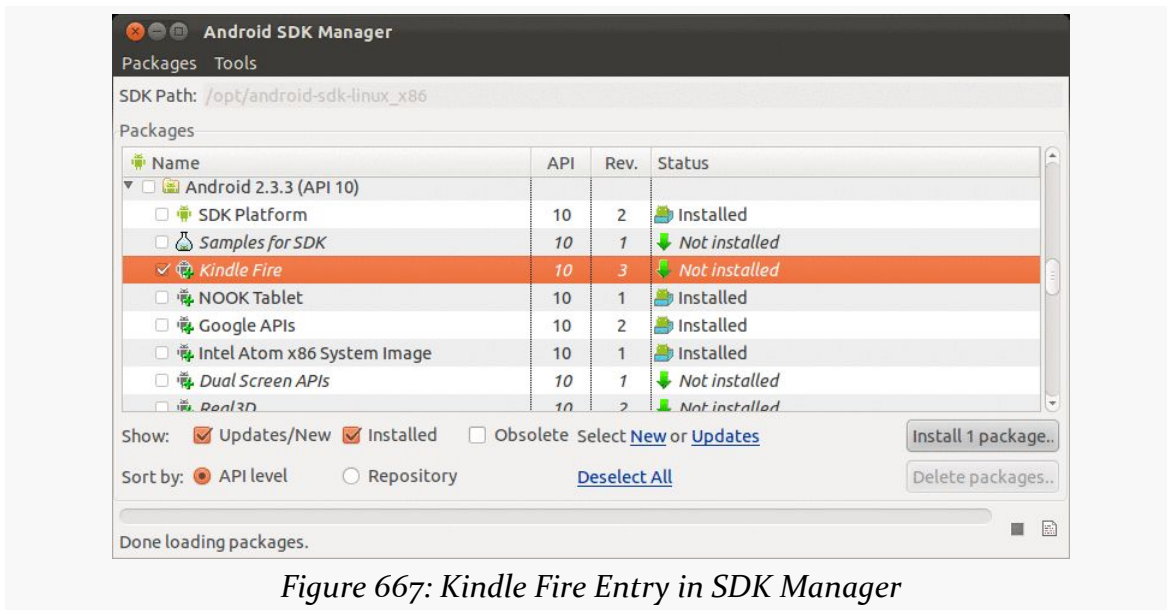 Android SDK Manager
Packages Tools
SDK Path: /opt/android-sdk-linux_x86
Packages
Name API Rev. Status
Android 2.3.3 (API 10)
SDK Platform 10 2 Installed
Samples for SDK 10 1 Not installed
Kindle Fire 10 3 Not installed
NOOK Tablet 10 1 Installed
Google APIs 10 2 Installed
Intel Atom x86 System Image 10 1 Installed
Dual Screen APIs 10 1 Not installed
Real3D 10 2 Not installed
Show: Updates/New Installed Obsolete Select New or Updates Install 1 package..
Sort by: API level Repository Deselect All Delete packages..
Done loading packages.
Figure 667: Kindle Fire Entry in SDK Manager